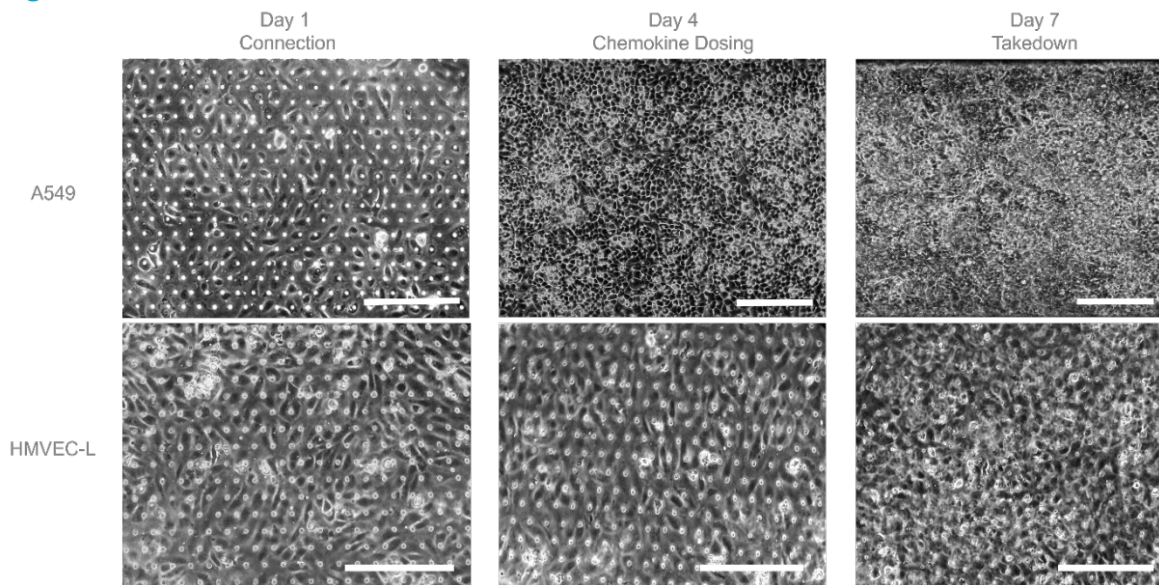 Day 1
Connection
Day 4
Chemokine Dosing
Day 7
Takedown
A549
HMVEC-L